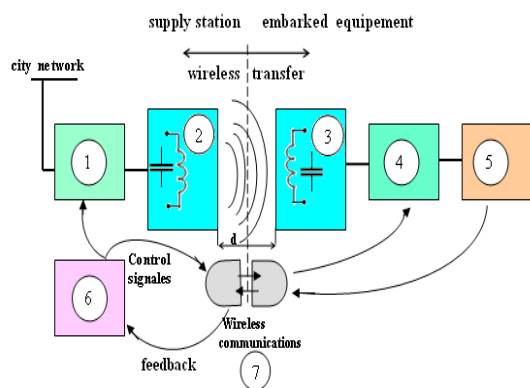 supply station
embarked equipement
city network
wireless
transfer
2
3
1
4
5
d
Control
signales
6
Wireless
communications
feedback
7